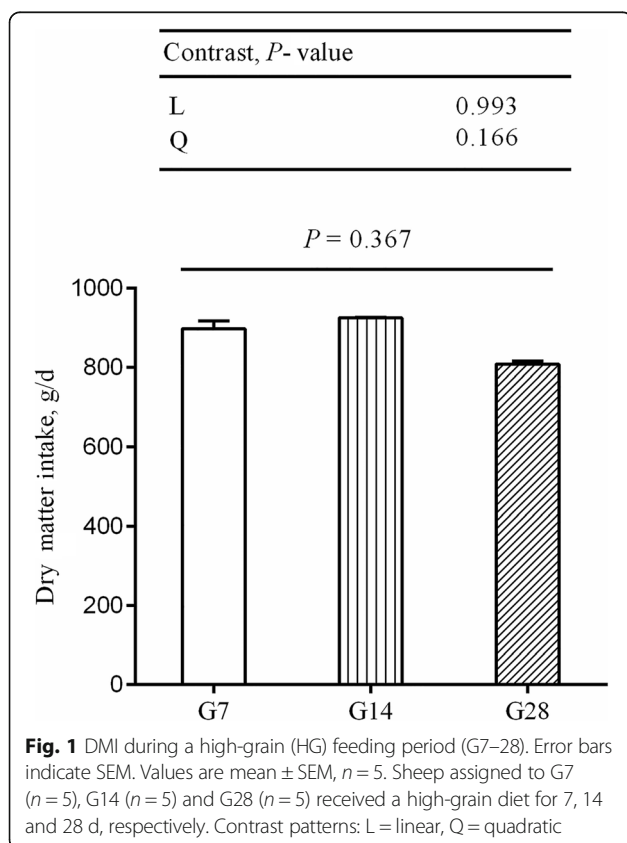 Contrast, P- value
L 0.993
Q 0.166
P = 0.367
1000
800
600
400
200
0
Dry matter intake, g/d
G7 G14 G28
Fig. 1 DMI during a high-grain (HG) feeding period (G7–28). Error bars
indicate SEM. Values are mean ± SEM, n = 5. Sheep assigned to G7
(n = 5), G14 (n = 5) and G28 (n = 5) received a high-grain diet for 7, 14
and 28 d, respectively. Contrast patterns: L = linear, Q = quadratic